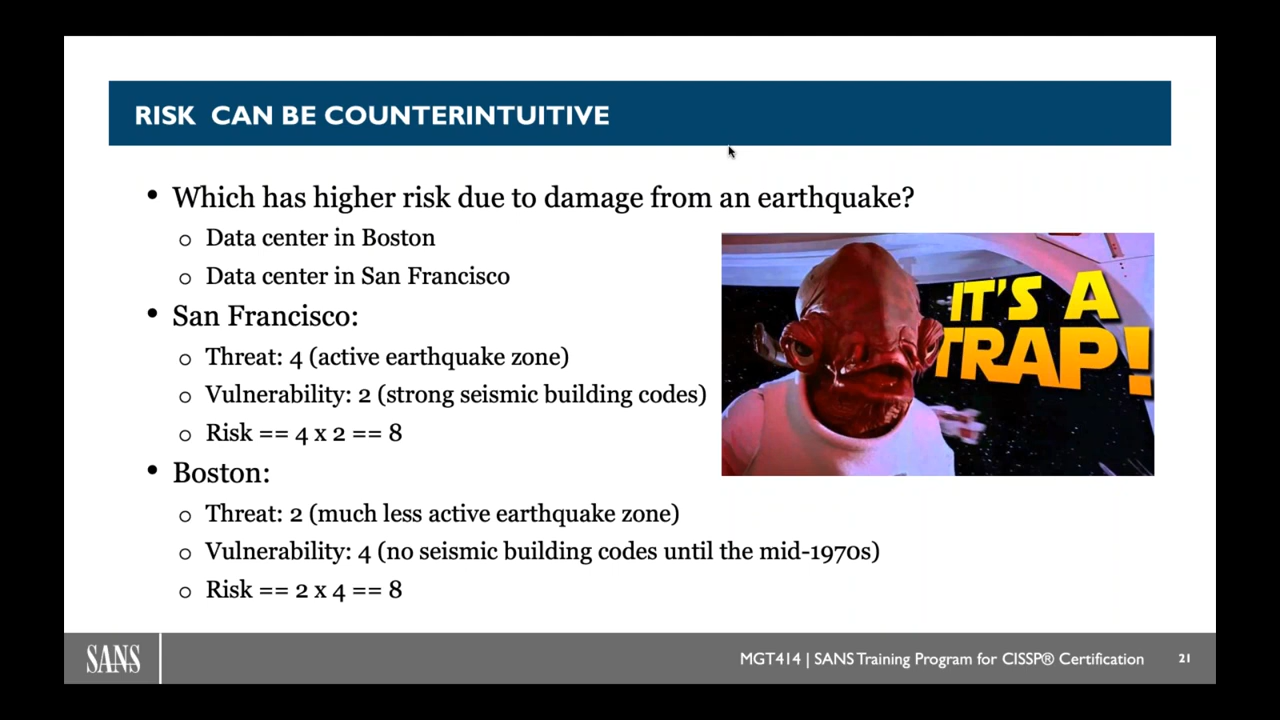 RISK CAN BE COUNTERINTUITIVE
• Which has higher risk due to damage from an earthquake?
o Data center in Boston
o Data center in San Francisco
• San Francisco:
o Threat: 4 (active earthquake zone)
o Vulnerability: 2 (strong seismic building codes)
o Risk == 4 x 2 == 8
• Boston:
o Threat: 2 (much less active earthquake zone)
o Vulnerability: 4 (no seismic building codes until the mid-1970s)
o Risk == 2 x 4 == 8
IT'S A
TRAP!
SANS
MGT414 | SANS Training Program for CISSP® Certification 21